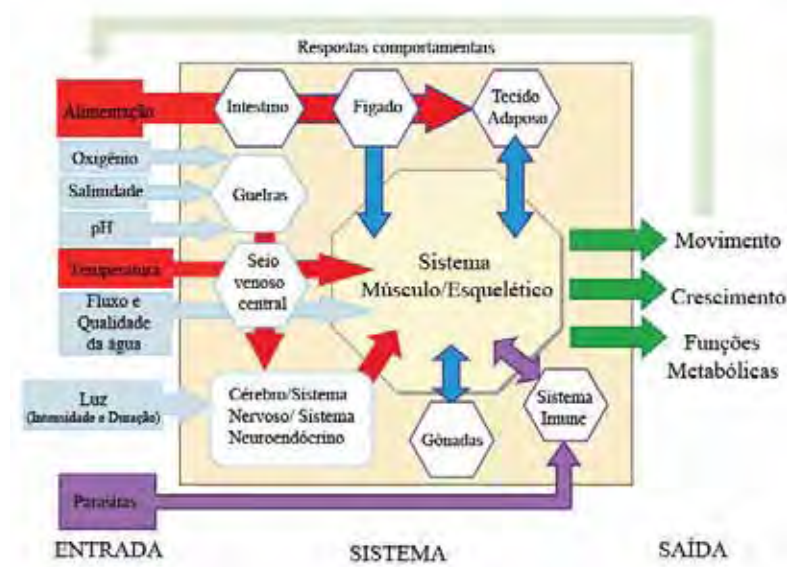 Respostas comportamentais
Alimentação
Intestino
Fígado
Tecido
Adiposo
Oxigênio
Salinidade
pH
Guelras
Temperatura
Seio
venoso
central
Sistema
Músculo/Esquelético
Fluxo e
Qualidade
da água
Luz
(Intensidade e Duração)
Cérebro/Sistema
Nervoso/ Sistema
Neuroendócrino
Gônadas
Sistema
Imune
Parasitas
Movimento
Crescimento
Funções
Metabólicas
ENTRADA
SISTEMA
SAÍDA